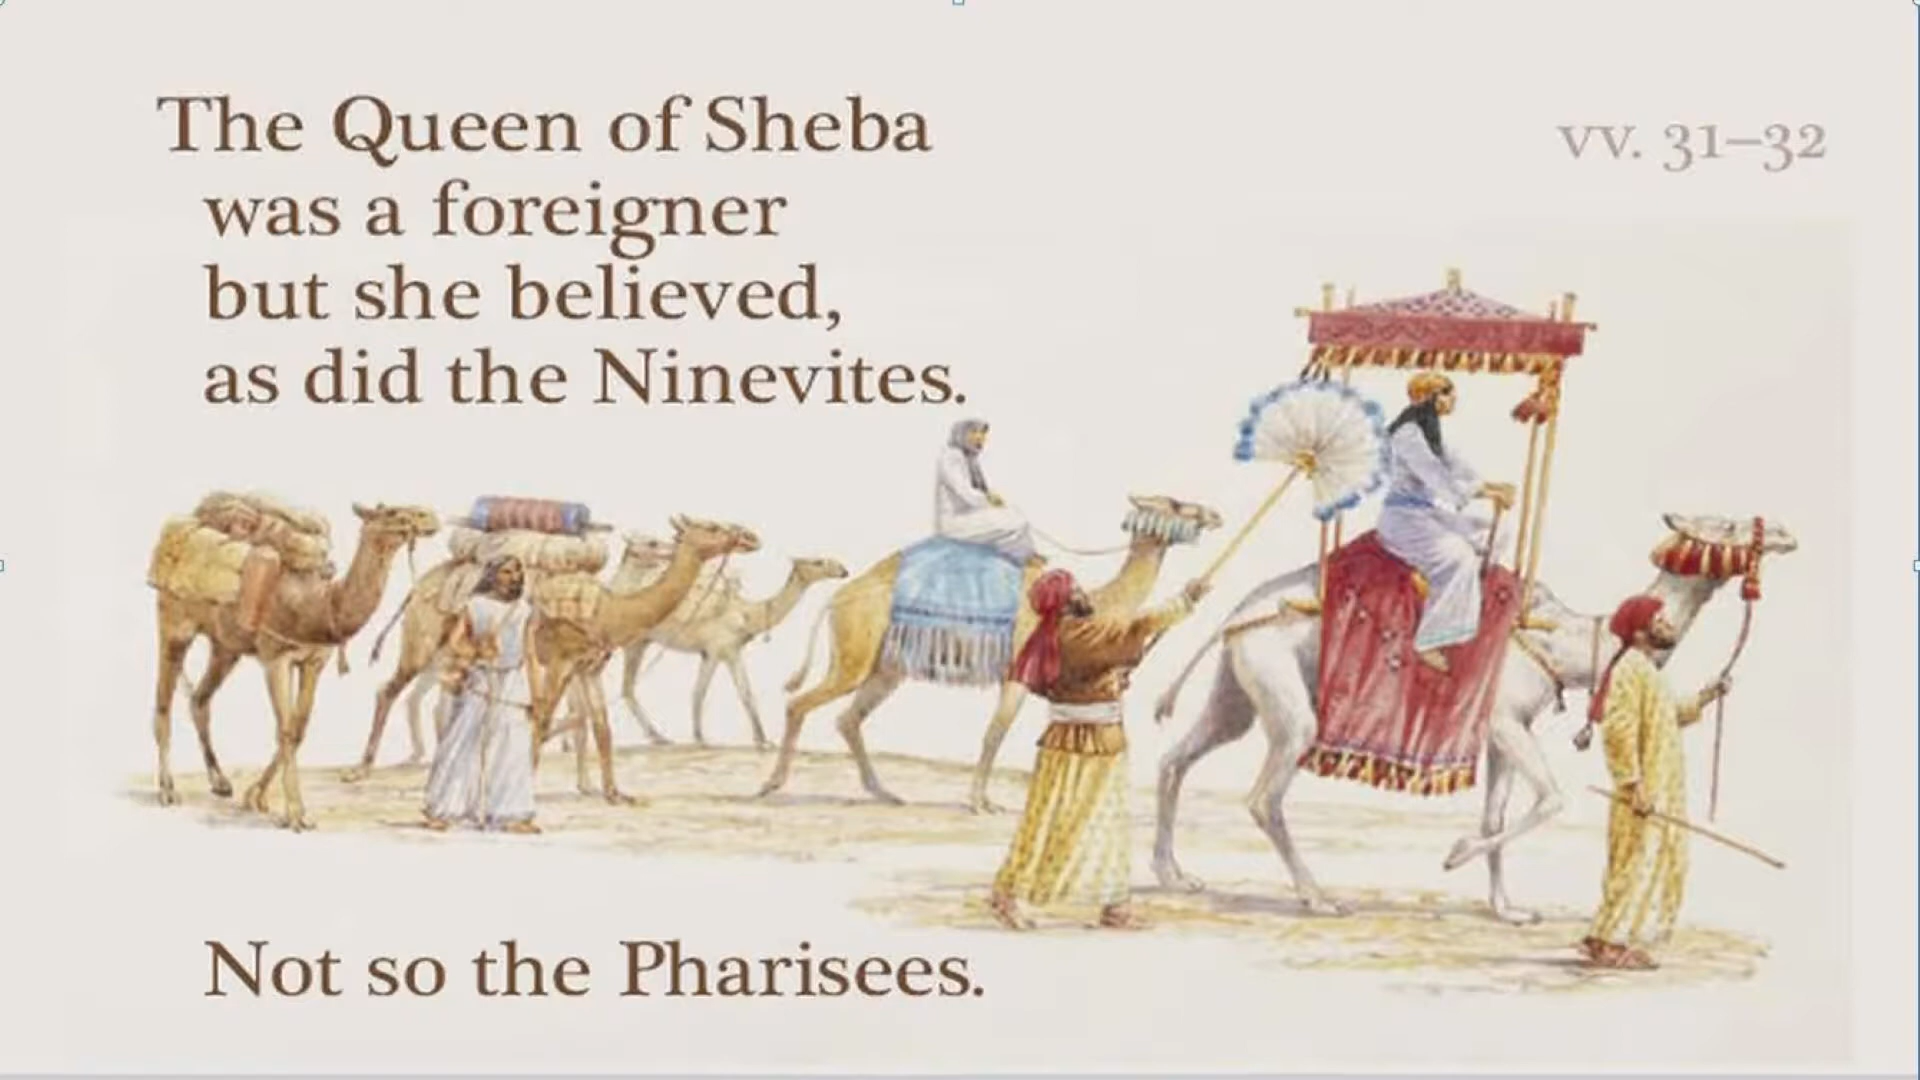 The Queen of Sheba
was a foreigner
but she believed,
as did the Ninevites.
vv. 31–32
Not so the Pharisees.